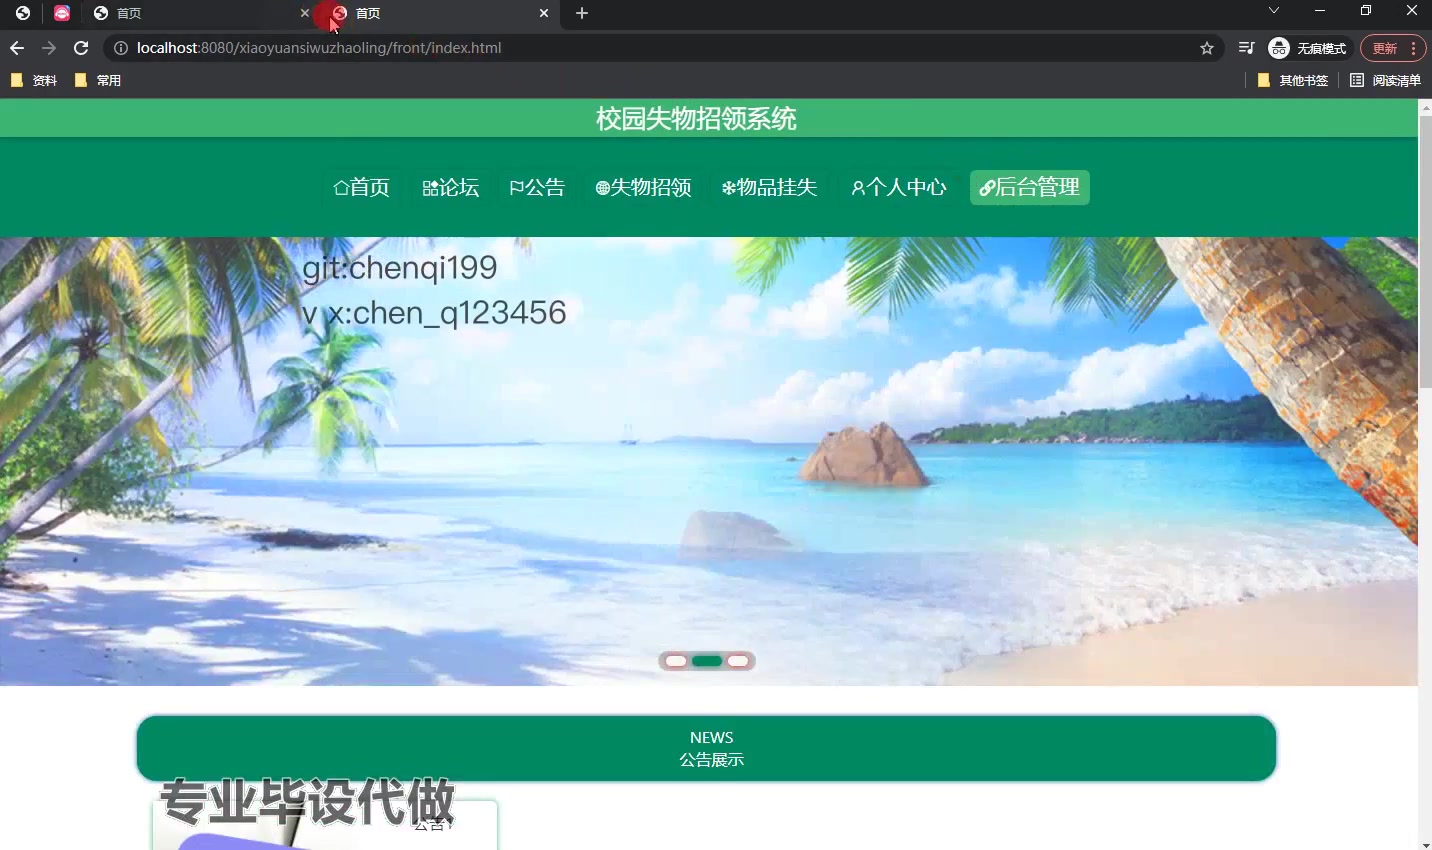 首页
首页
localhost:8080/xiaoyuansiwuzhaoling/front/index.html
无痕模式
更新
资料
常用
其他书签
阅读清单
校园失物招领系统
首页
论坛
公告
失物招领
物品挂失
个人中心
后台管理
git:chenqi199
v x:chen_q123456
NEWS
公告展示
专业毕设代做
公告1